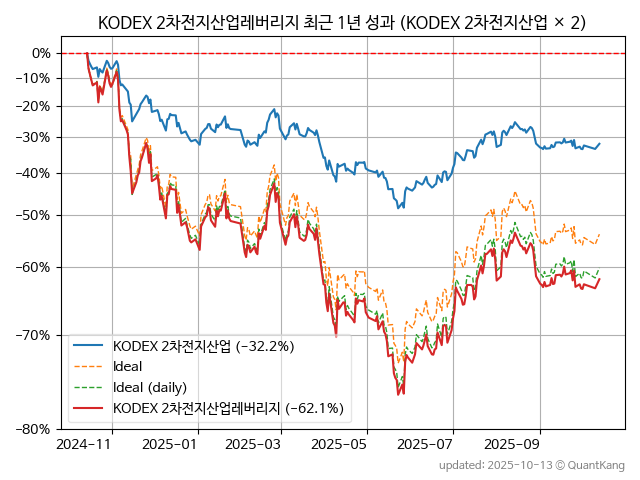 KODEX 2차전지산업레버리지 최근 1년 성과 (KODEX 2차전지산업 × 2)
0%
−10%
−20%
−30%
−40%
−50%
−60%
−70%
−80%
KODEX 2차전지산업 (−32.2%)
Ideal
Ideal (daily)
KODEX 2차전지산업레버리지 (−62.1%)
2024-11 2025-01 2025-03 2025-05 2025-07 2025-09
updated: 2025-10-13 © QuantKang